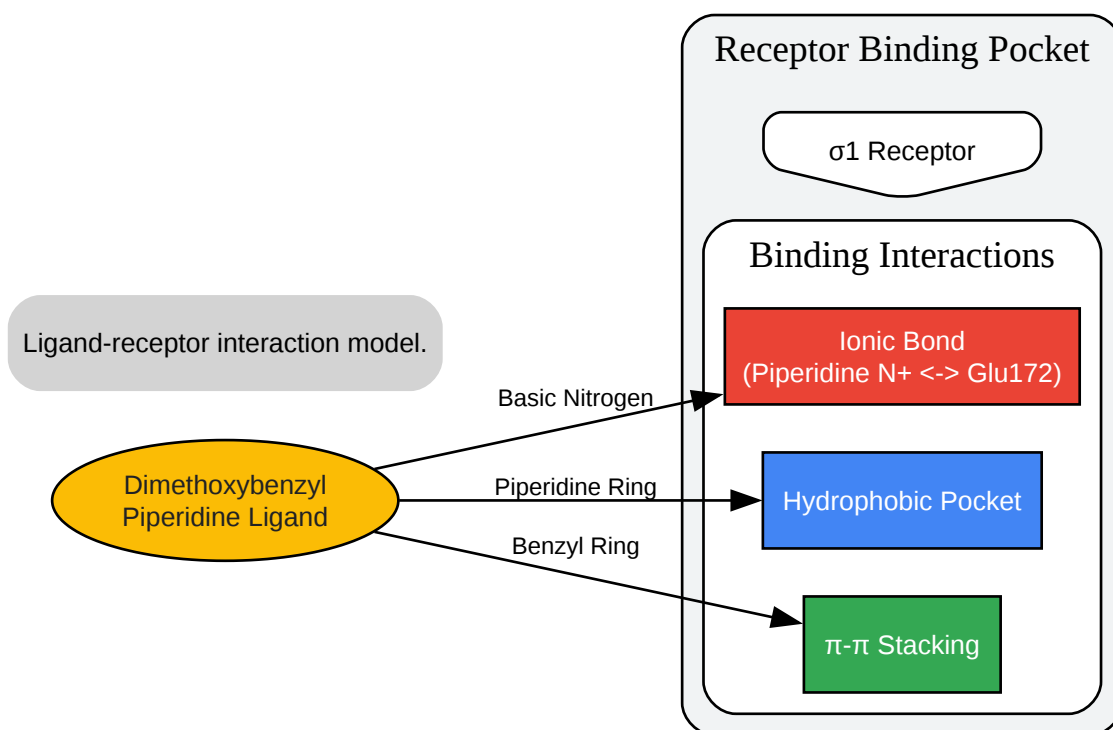 Receptor Binding Pocket
σ1 Receptor
Binding Interactions
Ligand-receptor interaction model.
Ionic Bond
(Piperidine N+ <-> Glu172)
Basic Nitrogen
Dimethoxybenzyl
Piperidine Ligand
Piperidine Ring
Hydrophobic Pocket
Benzyl Ring
π-π Stacking